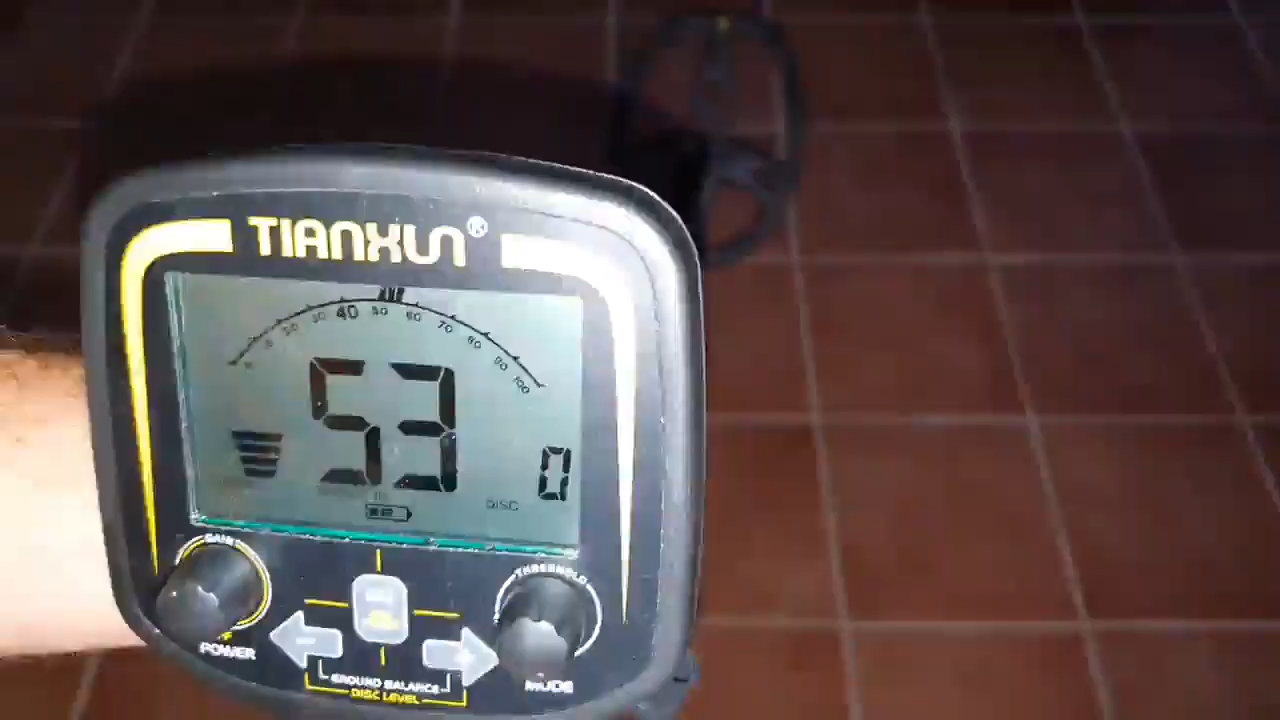 TIANXUN®
0 20 30 40 50 60 70 80 90 100
53
DISC
0
GAIN
THRESHOLD
POWER
MODE
GROUND BALANCE
DISC LEVEL